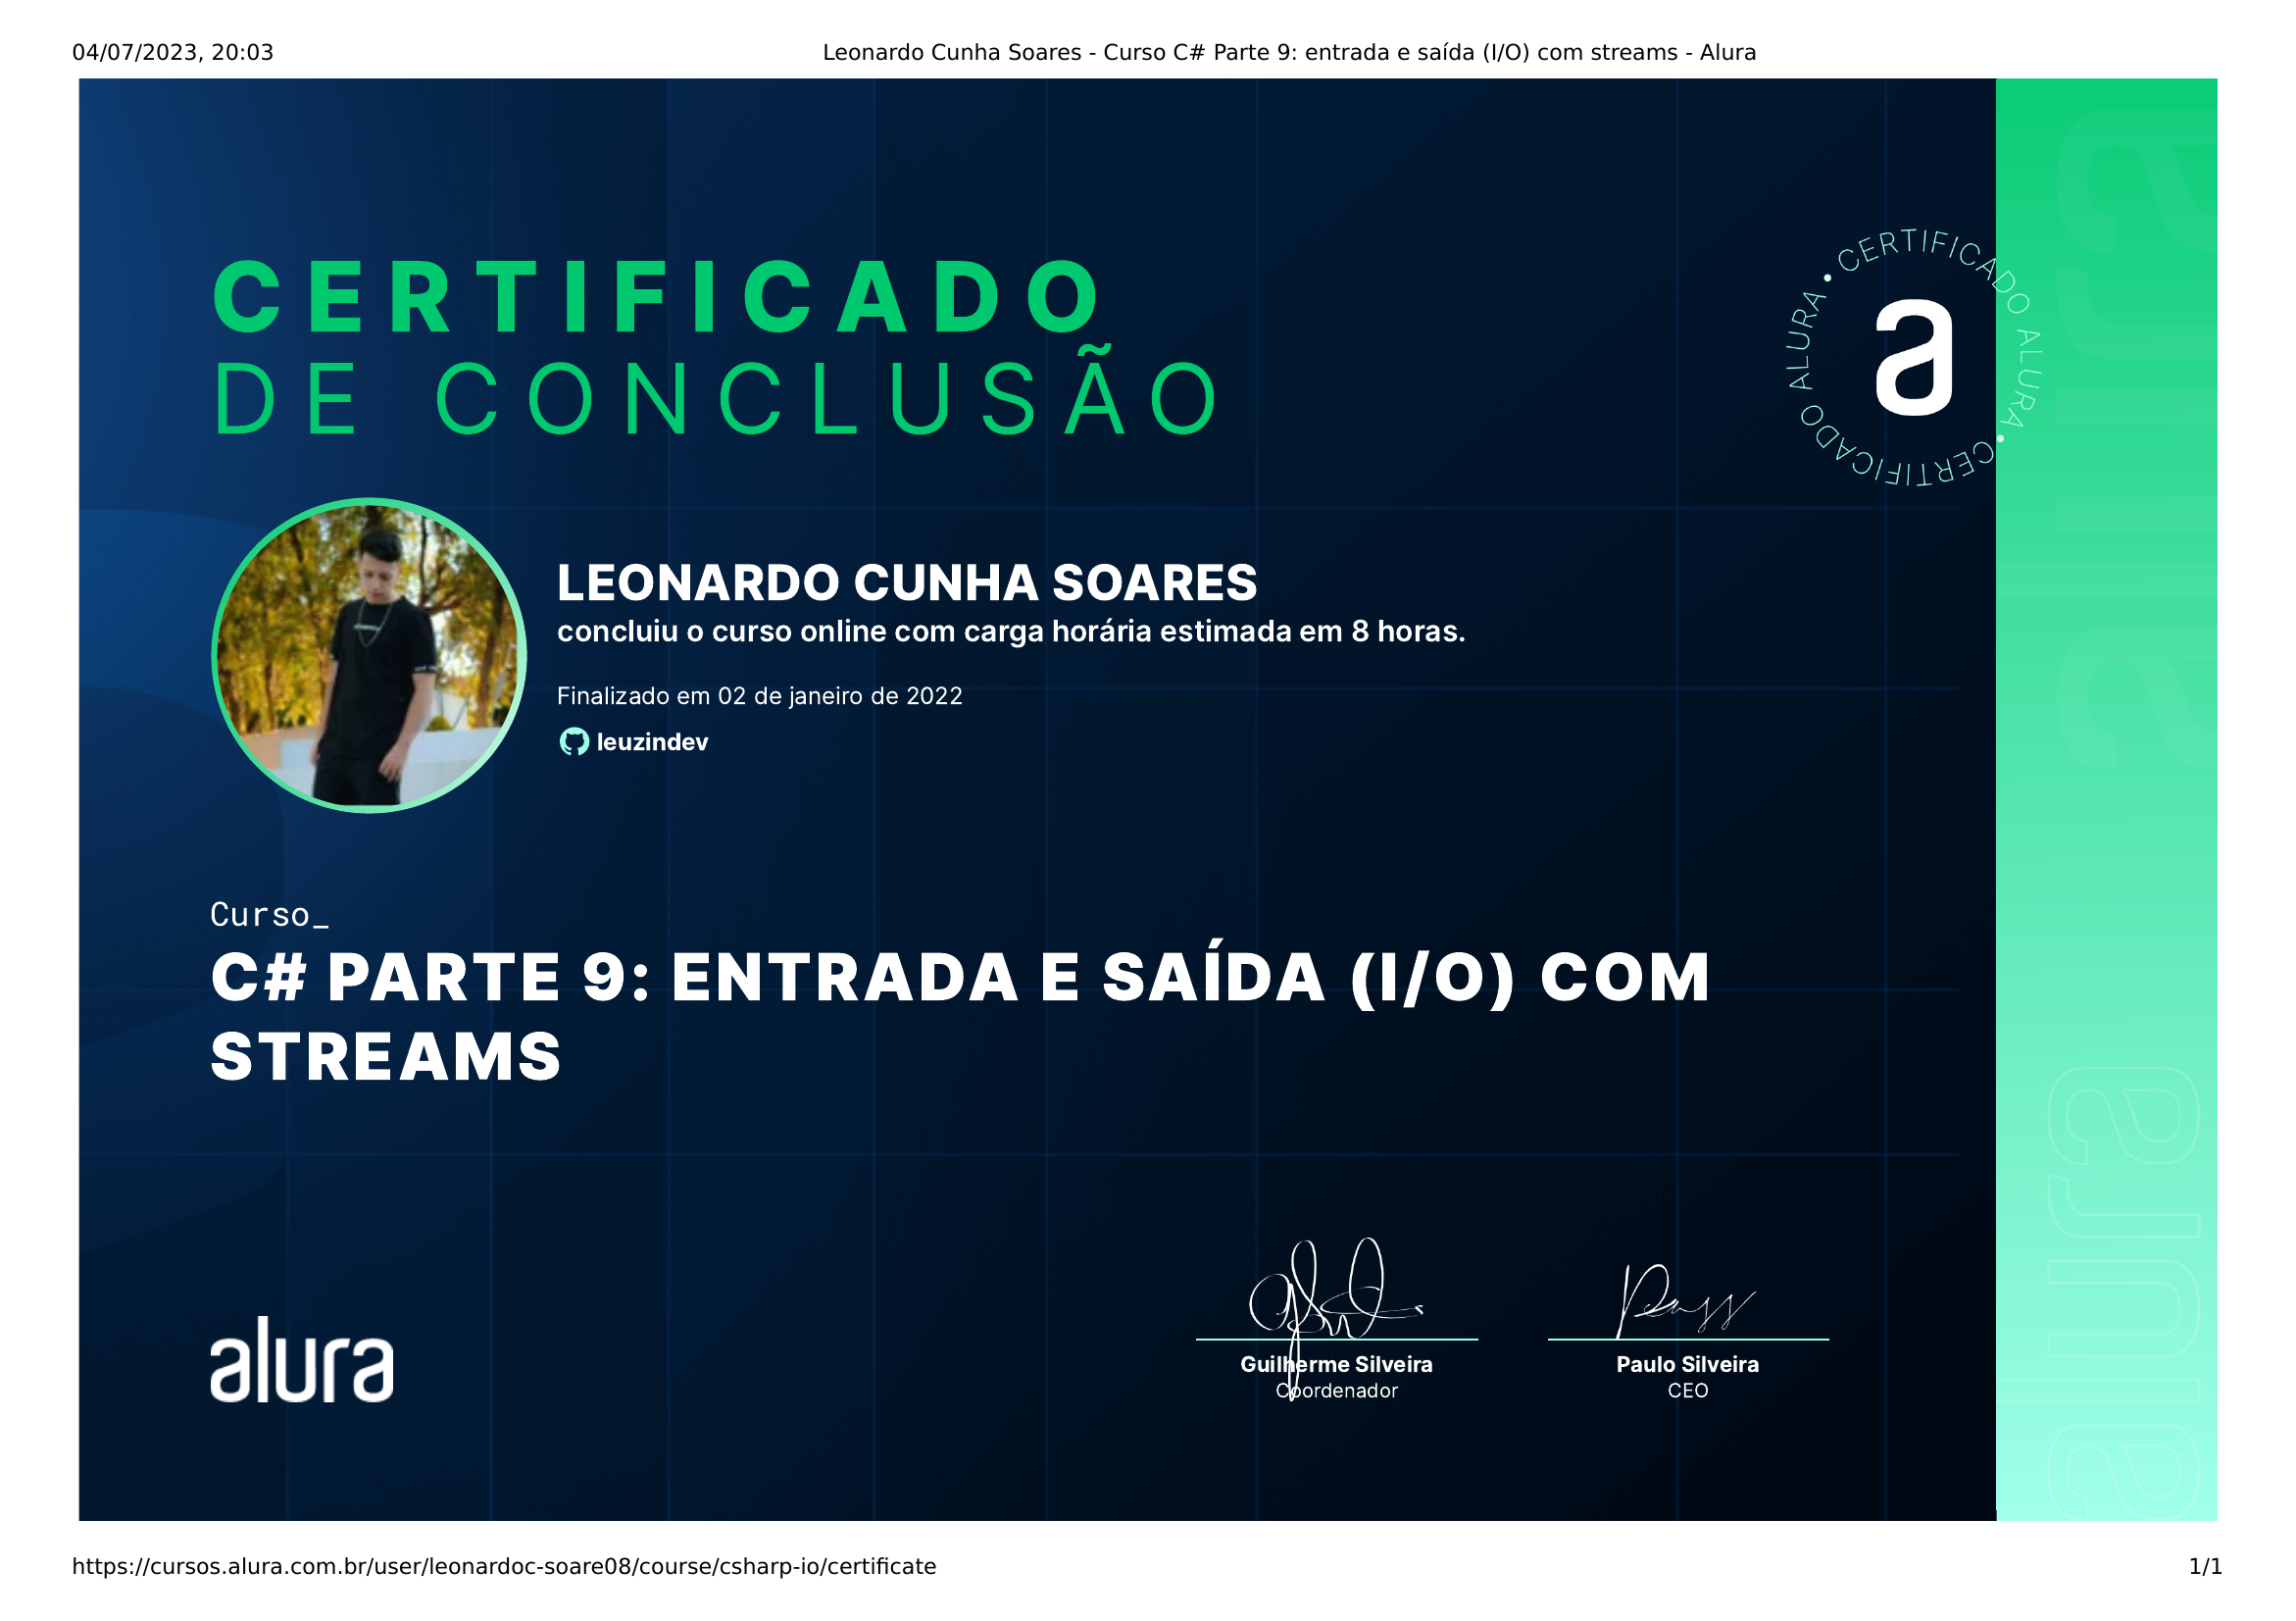 04/07/2023, 20:03
Leonardo Cunha Soares - Curso C# Parte 9: entrada e saída (I/O) com streams - Alura
CERTIFICADO
DE CONCLUSÃO
CERTIFICADO ALURA • CERTIFICADO ALURA •
a
LEONARDO CUNHA SOARES
concluiu o curso online com carga horária estimada em 8 horas.
Finalizado em 02 de janeiro de 2022
leuzindev
Curso_
C# PARTE 9: ENTRADA E SAÍDA (I/O) COM
STREAMS
alura
Guilherme Silveira
Coordenador
Paulo Silveira
CEO
alura
alura
https://cursos.alura.com.br/user/leonardoc-soare08/course/csharp-io/certificate
1/1